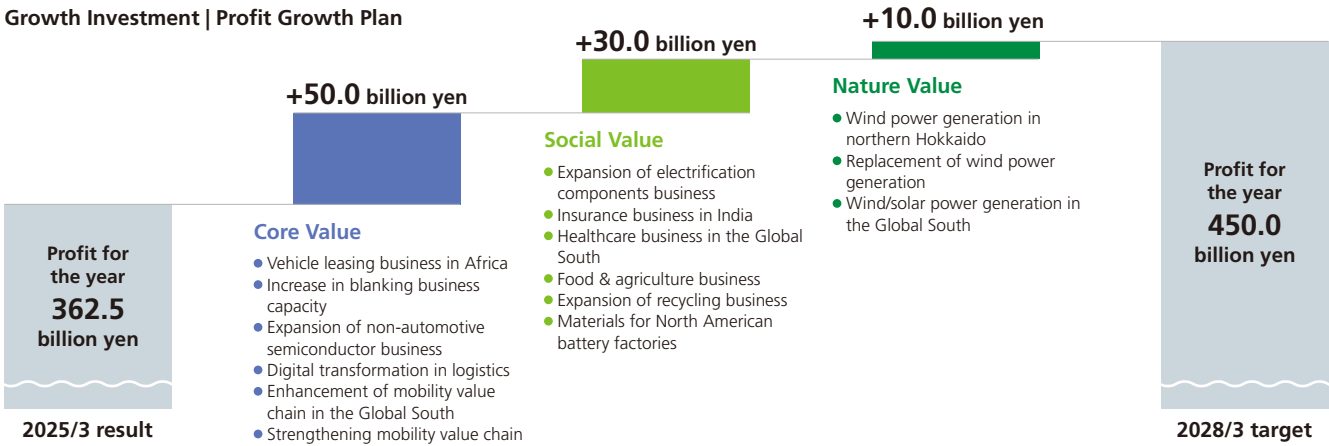 Growth Investment | Profit Growth Plan
Profit for
the year
362.5
billion yen
2025/3 result
+50.0 billion yen
Core Value
● Vehicle leasing business in Africa
● Increase in blanking business
capacity
● Expansion of non-automotive
semiconductor business
● Digital transformation in logistics
● Enhancement of mobility value
chain in the Global South
● Strengthening mobility value chain
+30.0 billion yen
Social Value
● Expansion of electrification
components business
● Insurance business in India
● Healthcare business in the Global
South
● Food & agriculture business
● Expansion of recycling business
● Materials for North American
battery factories
+10.0 billion yen
Nature Value
● Wind power generation in
northern Hokkaido
● Replacement of wind power
generation
● Wind/solar power generation in
the Global South
Profit for
the year
450.0
billion yen
2028/3 target